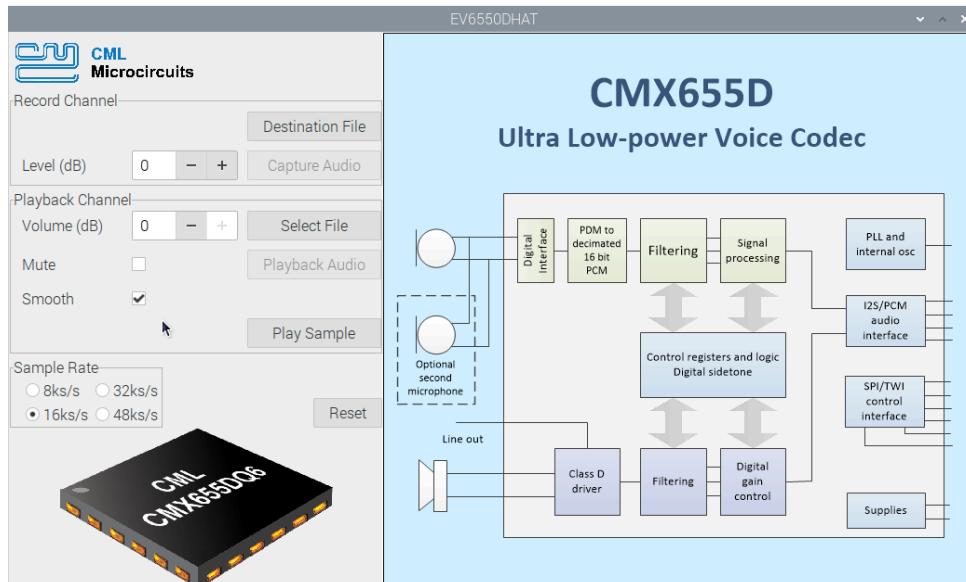 EV6550DHAT
CML
Microcircuits
Record Channel
Destination File
Level (dB)
0
Capture Audio
Playback Channel
Volume (dB)
0
Select File
Mute
Playback Audio
Smooth
Play Sample
Sample Rate
8ks/s
32ks/s
16ks/s
48ks/s
Reset
CML
CMX655DQ6
CMX655D
Ultra Low-power Voice Codec
Digital
Interface
PDM to
decimated
16 bit
PCM
Filtering
Signal
processing
PLL and
internal osc
I2S/PCM
audio
interface
Optional
second
microphone
Control registers and logic
Digital sidetone
SPI/TWI
control
interface
Line out
Class D
driver
Filtering
Digital
gain
control
Supplies